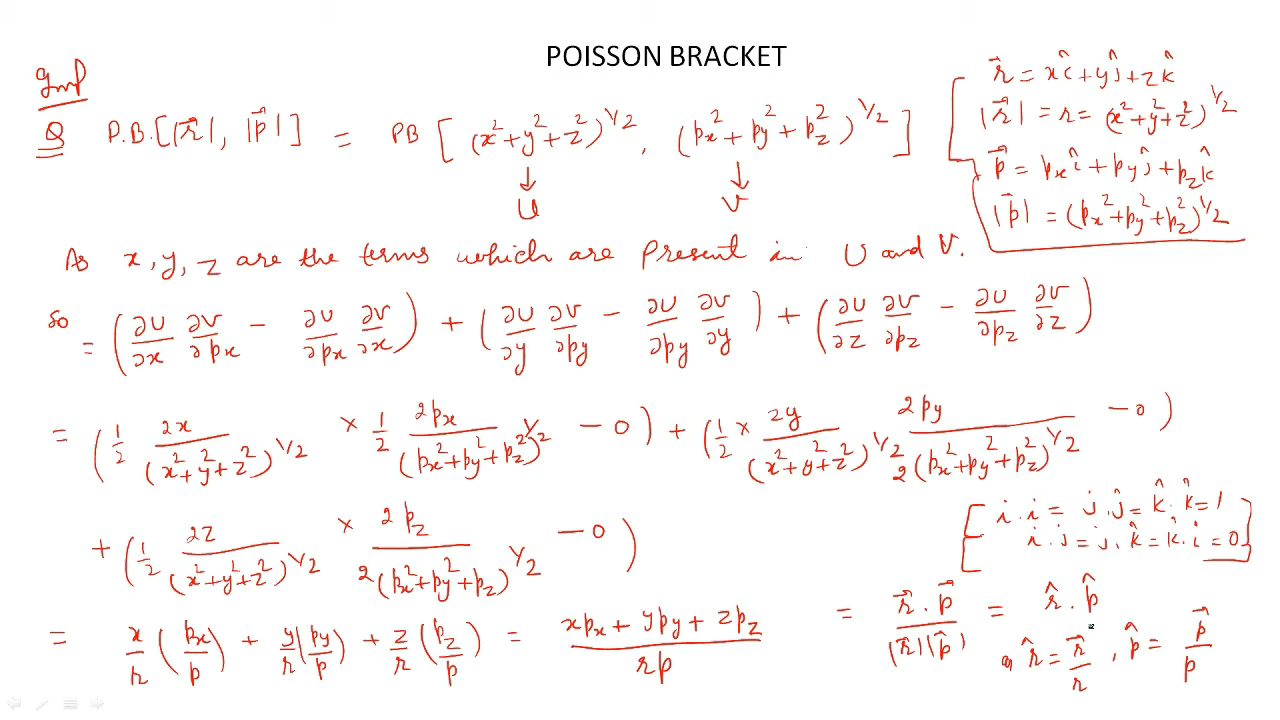 POISSON BRACKET
Imp
Q P.B.[|r⃗|, |p⃗|] = PB [(x²+y²+z²)^1/2, (px²+py²+pz²)^1/2]
↓ ↓
U V
r⃗ = xî+yĵ+zk̂
|r⃗| = r = (x²+y²+z²)^1/2
p⃗ = pxî+pyĵ+pzk̂
|p⃗| = (px²+py²+pz²)^1/2
As x, y, z are the terms which are present in U and V.
So
= (∂U/∂x ∂V/∂px − ∂U/∂px ∂V/∂x) + (∂U/∂y ∂V/∂py − ∂U/∂py ∂V/∂y) + (∂U/∂z ∂V/∂pz − ∂U/∂pz ∂V/∂z)
= (1/2 2x/(x²+y²+z²)^1/2 × 1/2 2px/(px²+py²+pz²)^1/2 − 0) + (1/2 × 2y/(x²+y²+z²)^1/2 2py/2(px²+py²+pz²)^1/2 − 0)
+ (1/2 2z/(x²+y²+z²)^1/2 × 2pz/2(px²+py²+pz)^1/2 − 0)
[i.i = ĵ.ĵ = k̂.k̂ = 1
i.j = j.k̂ = k.i = 0]
= x/r (px/p) + y/r (py/p) + z/r (pz/p) = xpx + ypy + zpz / rp
= r⃗.p⃗ / |r⃗||p⃗| = r̂.p̂
r̂ = r⃗/r, p̂ = p⃗/p